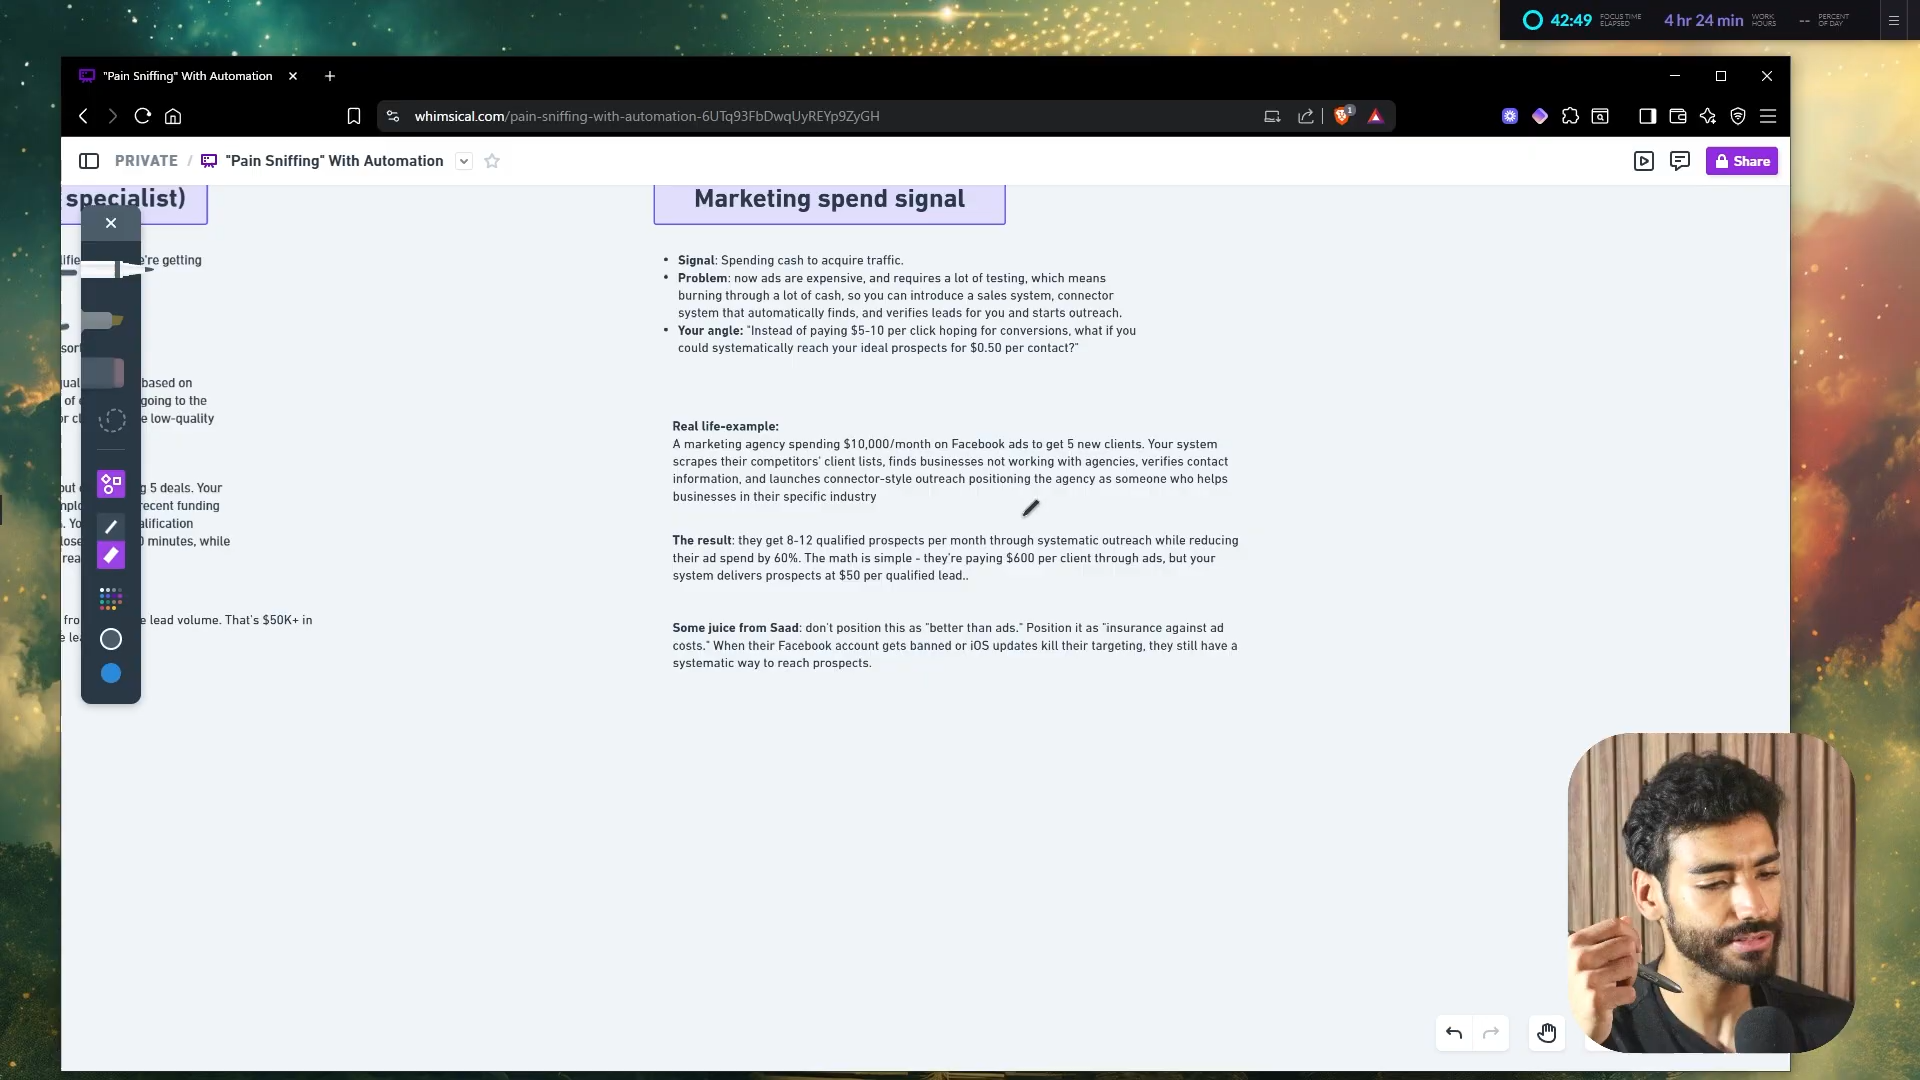 42:49 FOCUS TIME ELAPSED 4 hr 24 min WORK HOURS -- PERCENT OF DAY
"Pain Sniffing" With Automation
whimsical.com/pain-sniffing-with-automation-6UTq93FbDwqUyREYp9ZyGH
1
PRIVATE / "Pain Sniffing" With Automation
Share
specialist)
Marketing spend signal
're getting
based on
of going to the
e low-quality
g 5 deals. Your
recent funding
minutes, while
lead volume. That's $50K+ in
• Signal: Spending cash to acquire traffic.
• Problem: now ads are expensive, and requires a lot of testing, which means
burning through a lot of cash, so you can introduce a sales system, connector
system that automatically finds, and verifies leads for you and starts outreach.
• Your angle: "Instead of paying $5-10 per click hoping for conversions, what if you
could systematically reach your ideal prospects for $0.50 per contact?"
Real life-example:
A marketing agency spending $10,000/month on Facebook ads to get 5 new clients. Your system
scrapes their competitors' client lists, finds businesses not working with agencies, verifies contact
information, and launches connector-style outreach positioning the agency as someone who helps
businesses in their specific industry
The result: they get 8-12 qualified prospects per month through systematic outreach while reducing
their ad spend by 60%. The math is simple - they're paying $600 per client through ads, but your
system delivers prospects at $50 per qualified lead..
Some juice from Saad: don't position this as "better than ads." Position it as "insurance against ad
costs." When their Facebook account gets banned or iOS updates kill their targeting, they still have a
systematic way to reach prospects.